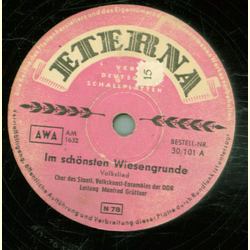 ETERNA
VEB DEUTSCHE
SCHALLPLATTEN
15
AWA
AM
1632
BESTELL-NR.
30 101 A
Im schönsten Wiesengrunde
Volkslied
Chor des Staatl. Volkskunst-Ensembles der DDR
Leitung Manfred Grüttner
N 78